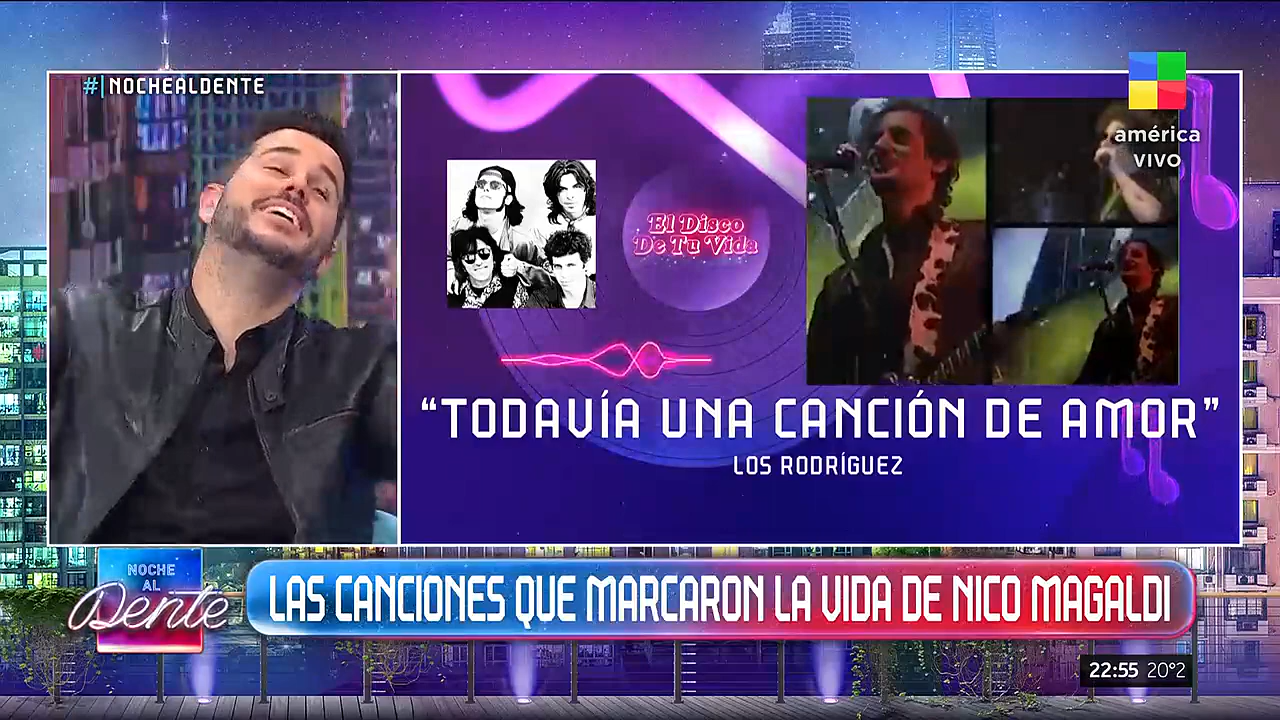 #|NOCHEALDENTE
américa
VIVO
El Disco
De Tu Vida
“TODAVÍA UNA CANCIÓN DE AMOR”
LOS RODRÍGUEZ
NOCHE
AL
Dente
LAS CANCIONES QUE MARCARON LA VIDA DE NICO MAGALDI
22:55 20°2